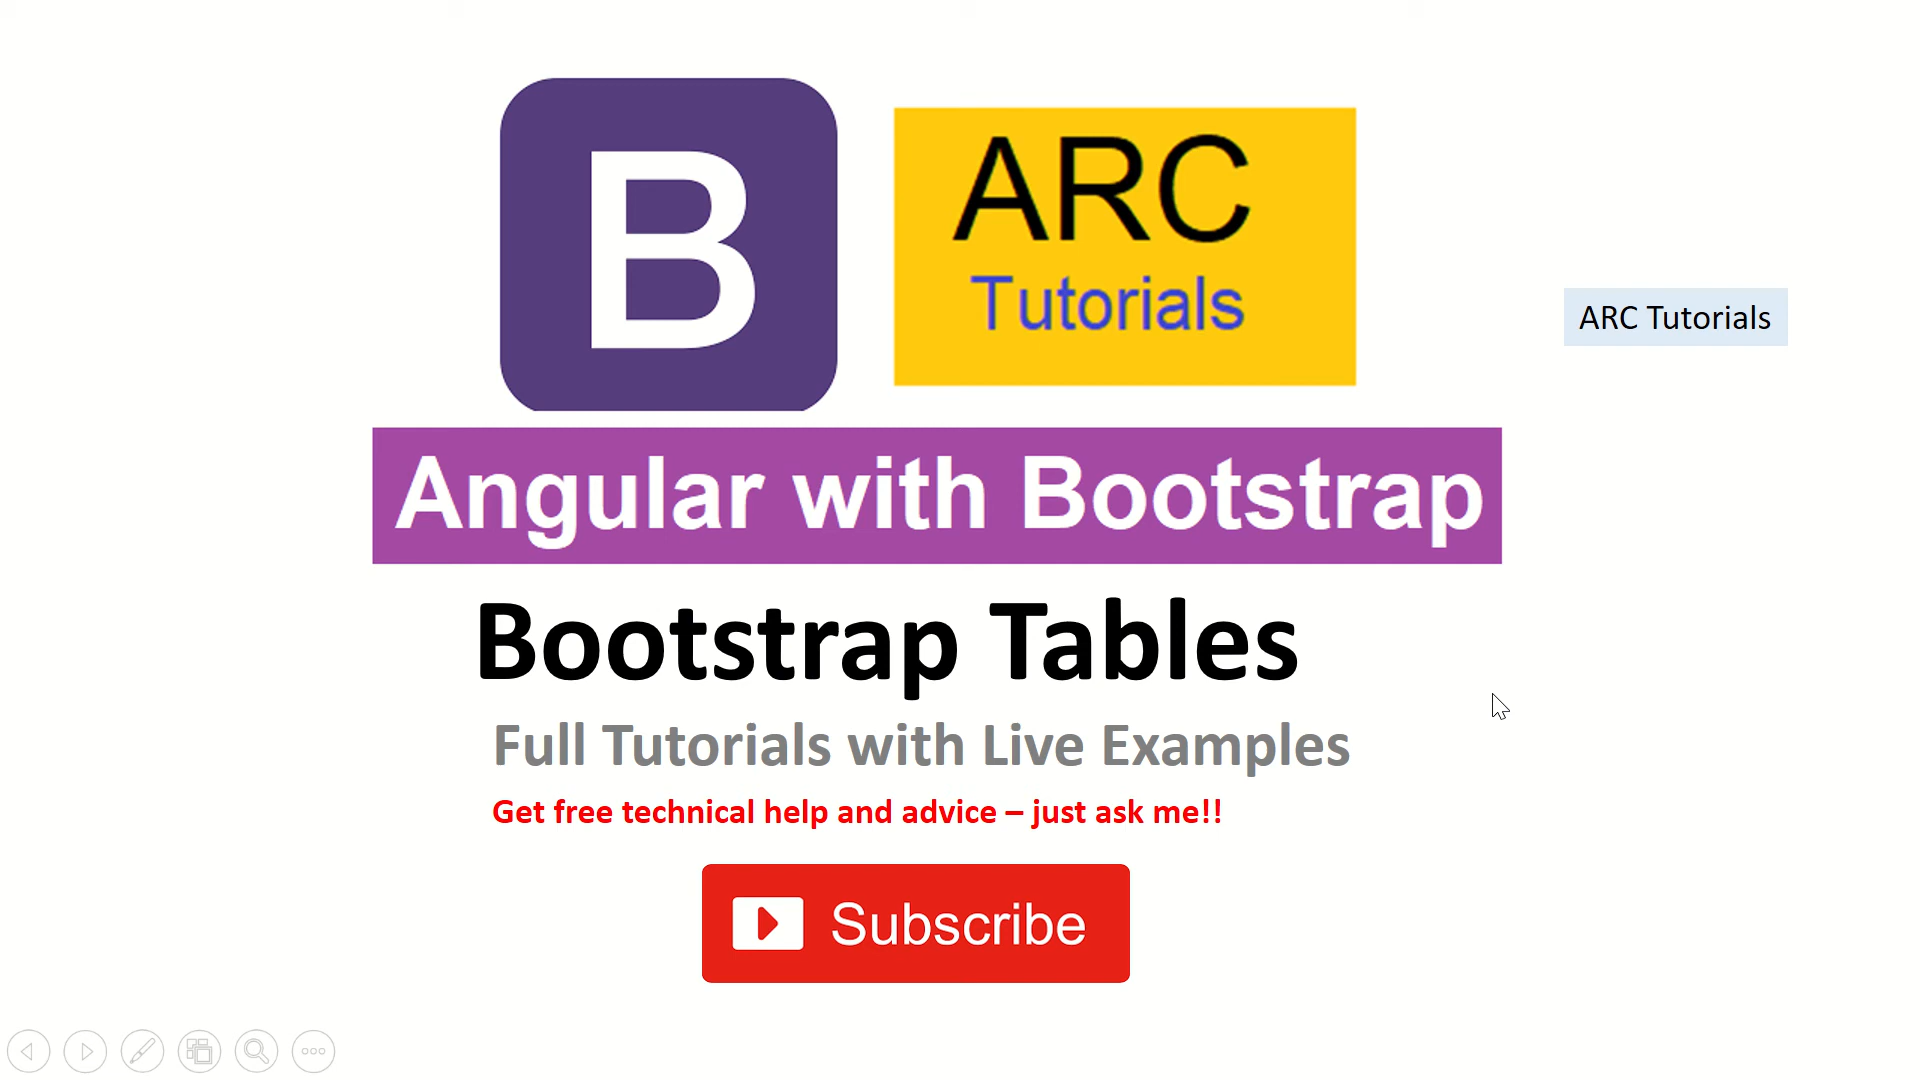 B
ARC
Tutorials
ARC Tutorials
Angular with Bootstrap
Bootstrap Tables
Full Tutorials with Live Examples
Get free technical help and advice – just ask me!!
Subscribe